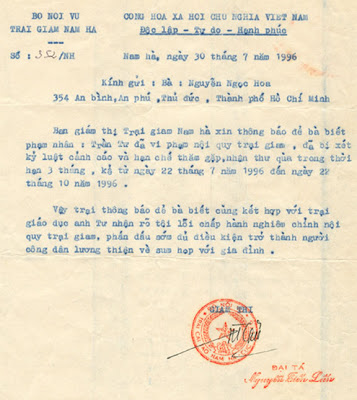 BO NOI VU
CONG HOA XA HOI CHU NGHIA VIET NAM
TRAI GIAM NAM HA
Độc lập - Tự do - Hạnh phúc
Số : 352/NH
Nam hà, ngày 30 tháng 7 năm 1996
Kính gửi : Bà : Nguyễn Ngọc Hoa
354 An bình,An phú,Thủ đức , Thành phố Hồ Chí Minh
Ban giám thị Trại giam Nam hà xin thông báo để bà biết
phạm nhân : Trần Tư đã vi phạm nội quy trại giam , đã bị xét
kỷ luật cảnh cáo và hạn chế thăm gặp,nhận thư quà trong thời
hạn 3 tháng , kể từ ngày 22 tháng 7 năm 1996 đến ngày 22
tháng 10 năm 1996 .
Vậy trại thông báo để bà biết cùng kết hợp với trại
giáo dục anh Tư nhận rõ tội lỗi chấp hành nghiêm chỉnh nội
quy trại giam, phấn đấu sớm đủ điều kiện trở thành người
công dân lương thiện về sum họp với gia đình .
GIAM THI
ĐẠI TÁ